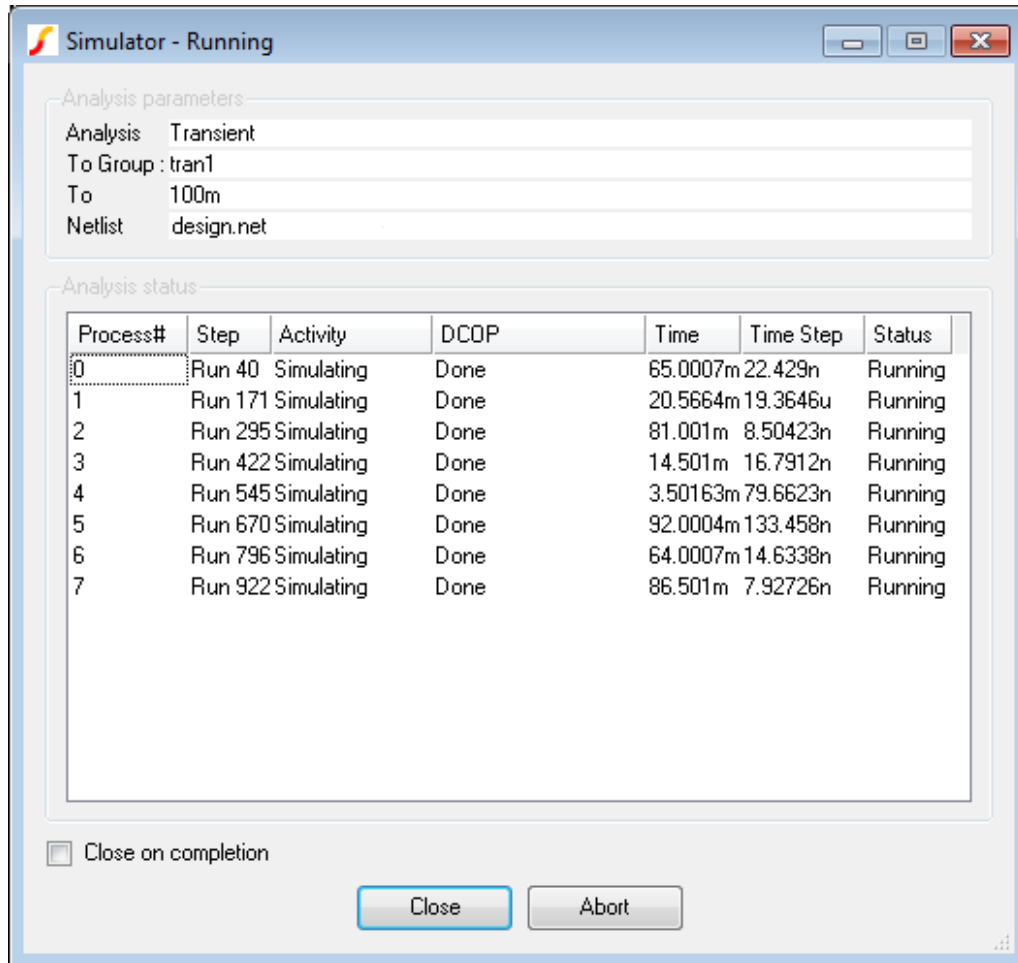 Simulator - Running
Analysis parameters
Analysis Transient
To Group : tran1
To 100m
Netlist design.net
Analysis status
Process# Step Activity DCOP Time Time Step Status
0 Run 40 Simulating Done 65.0007m 22.429n Running
1 Run 171 Simulating Done 20.5664m 19.3646u Running
2 Run 295 Simulating Done 81.001m 8.50423n Running
3 Run 422 Simulating Done 14.501m 16.7912n Running
4 Run 545 Simulating Done 3.50163m 79.6623n Running
5 Run 670 Simulating Done 92.0004m 133.458n Running
6 Run 796 Simulating Done 64.0007m 14.6338n Running
7 Run 922 Simulating Done 86.501m 7.92726n Running
Close on completion
Close Abort